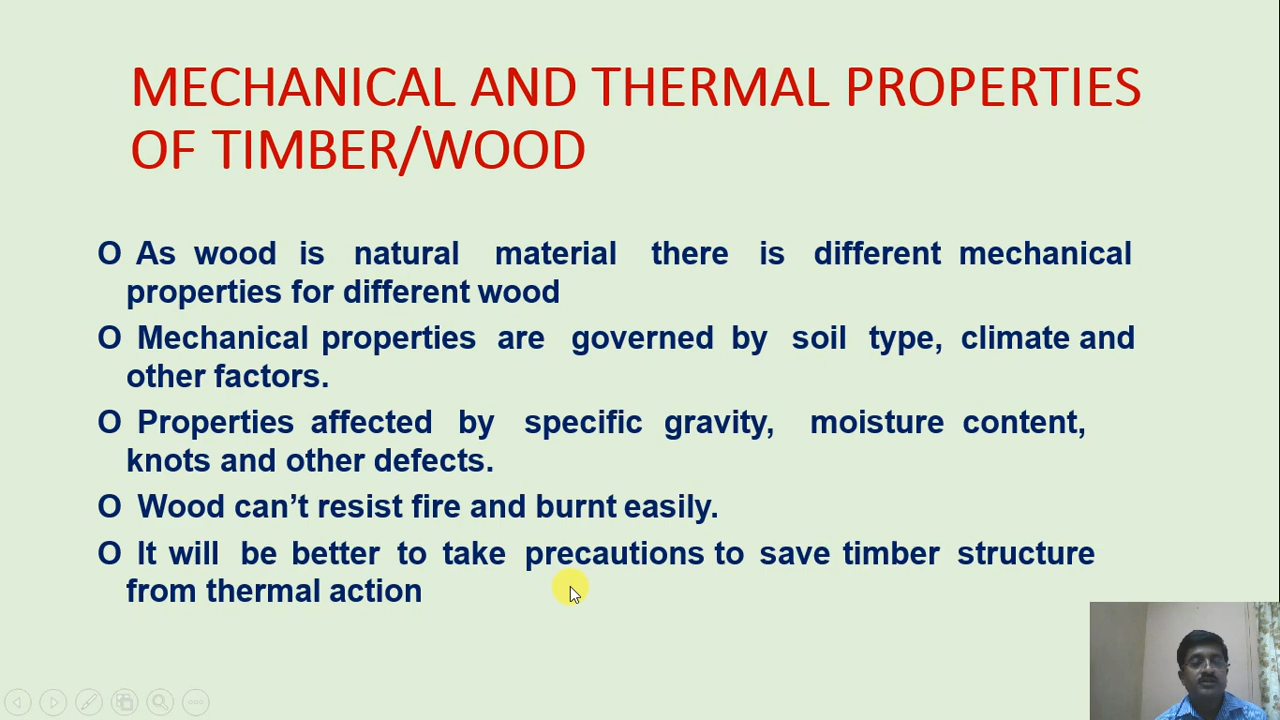 MECHANICAL AND THERMAL PROPERTIES
OF TIMBER/WOOD
O As wood is natural material there is different mechanical
properties for different wood
O Mechanical properties are governed by soil type, climate and
other factors.
O Properties affected by specific gravity, moisture content,
knots and other defects.
O Wood can’t resist fire and burnt easily.
O It will be better to take precautions to save timber structure
from thermal action